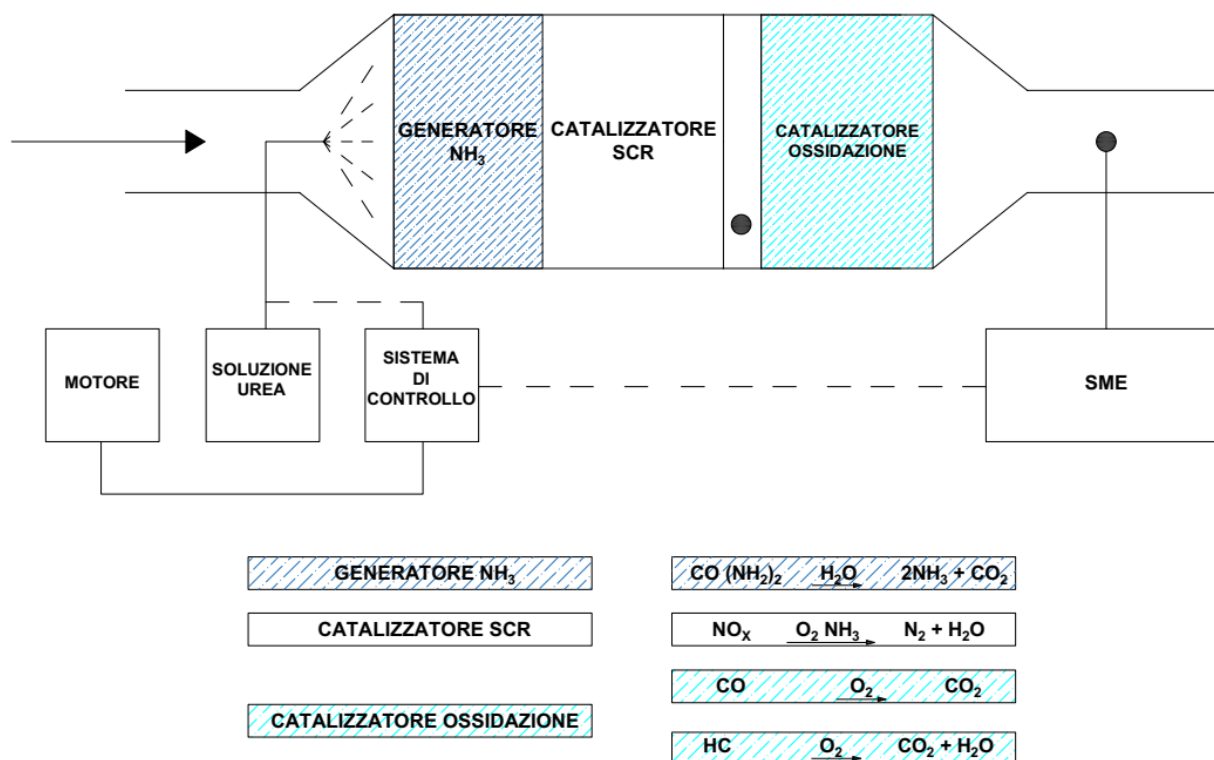 GENERATORE
NH₃
CATALIZZATORE
SCR
CATALIZZATORE
OSSIDAZIONE
MOTORE
SOLUZIONE
UREA
SISTEMA
DI
CONTROLLO
SME
GENERATORE NH₃
CO (NH₂)₂ H₂O 2NH₃ + CO₂
CATALIZZATORE SCR
NOₓ O₂ NH₃ N₂ + H₂O
CO O₂ CO₂
CATALIZZATORE OSSIDAZIONE
HC O₂ CO₂ + H₂O